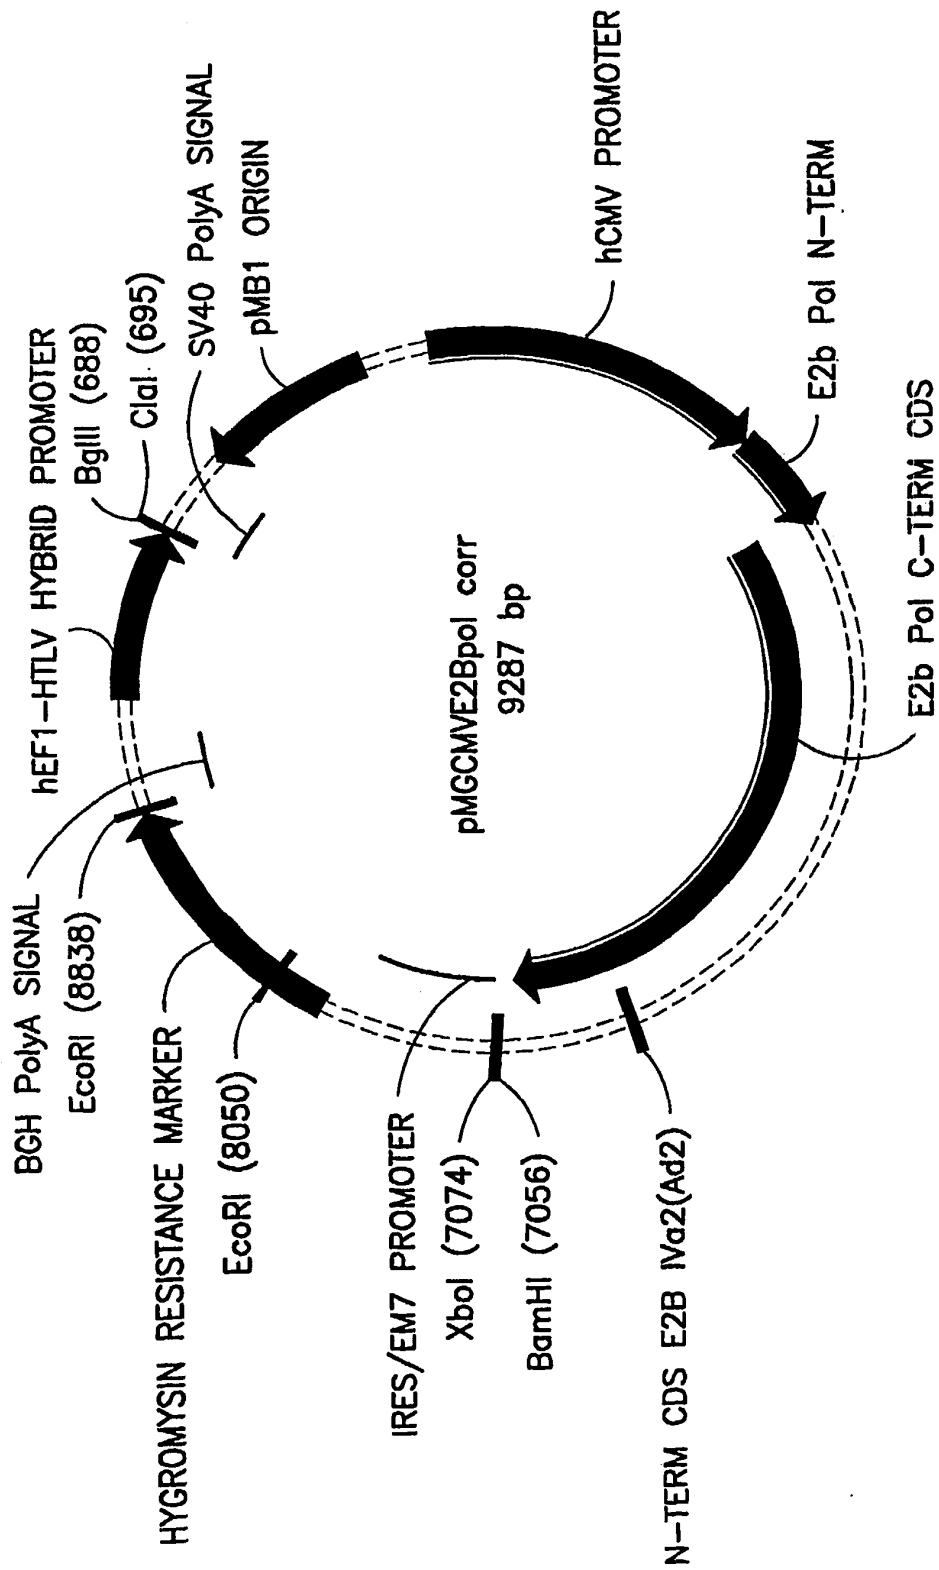 BGH PolyA SIGNAL
EcoRI (8838)
HYGROMYSIN RESISTANCE MARKER
EcoRI (8050)
IRES/EM7 PROMOTER
XboI (7074)
BamHI (7056)
N-TERM CDS E2B IVa2(Ad2)
hEF1-HTLV HYBRID PROMOTER
BglII (688)
ClaI (695)
SV40 PolyA SIGNAL
pMB1 ORIGIN
hCMV PROMOTER
E2b Pol N-TERM
E2b Pol C-TERM CDS
pMGCMVE2Bpol corr
9287 bp